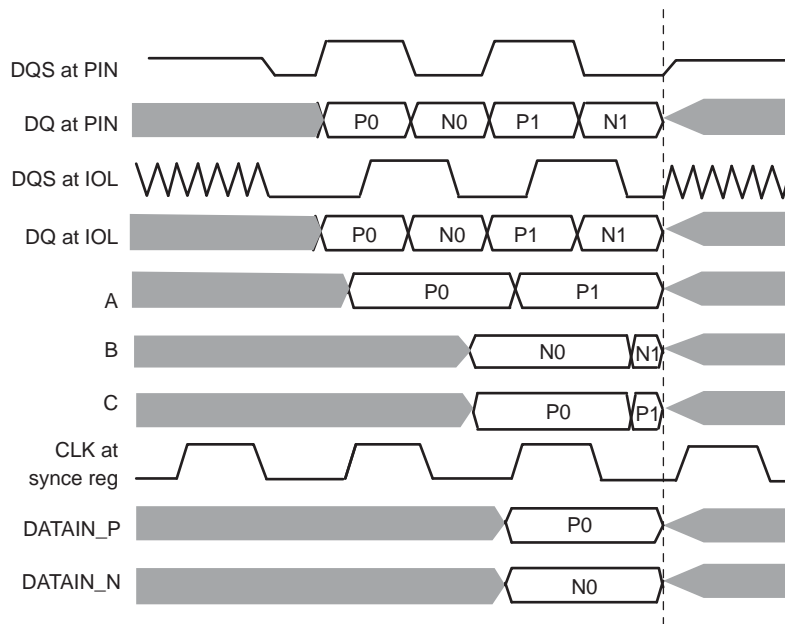 DQS at PIN
DQ at PIN
P0 N0 P1 N1
DQS at IOL
DQ at IOL
P0 N0 P1 N1
A
P0 P1
B
N0 N1
C
P0 P1
CLK at
synce reg
DATAIN_P
P0
DATAIN_N
N0